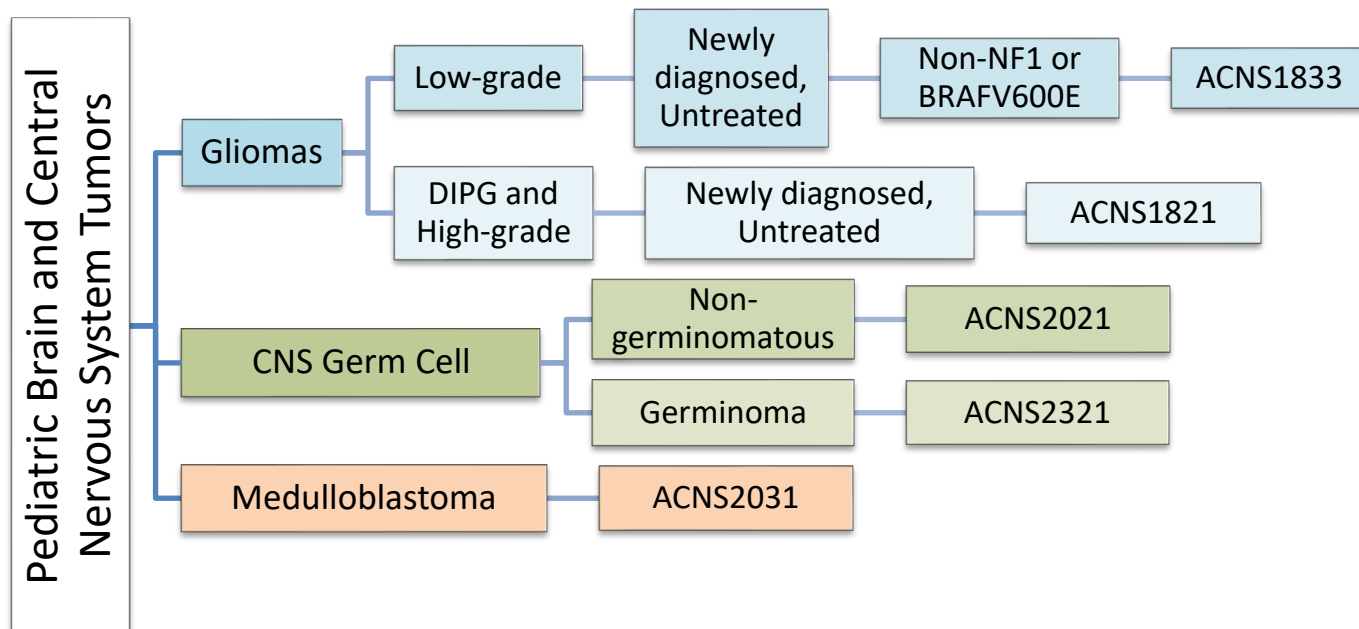 Pediatric Brain and Central
Nervous System Tumors
Gliomas
Low-grade
Newly
diagnosed,
Untreated
Non-NF1 or
BRAFV600E
ACNS1833
DIPG and
High-grade
Newly diagnosed,
Untreated
ACNS1821
CNS Germ Cell
Non-
germinomatous
ACNS2021
Germinoma
ACNS2321
Medulloblastoma
ACNS2031